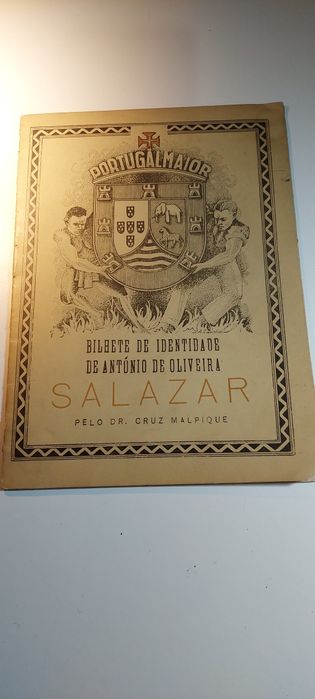 PORTUGAL MAIOR
BILHETE DE IDENTIDADE
DE ANTÓNIO DE OLIVEIRA
SALAZAR
PELO DR. CRUZ MALPIQUE